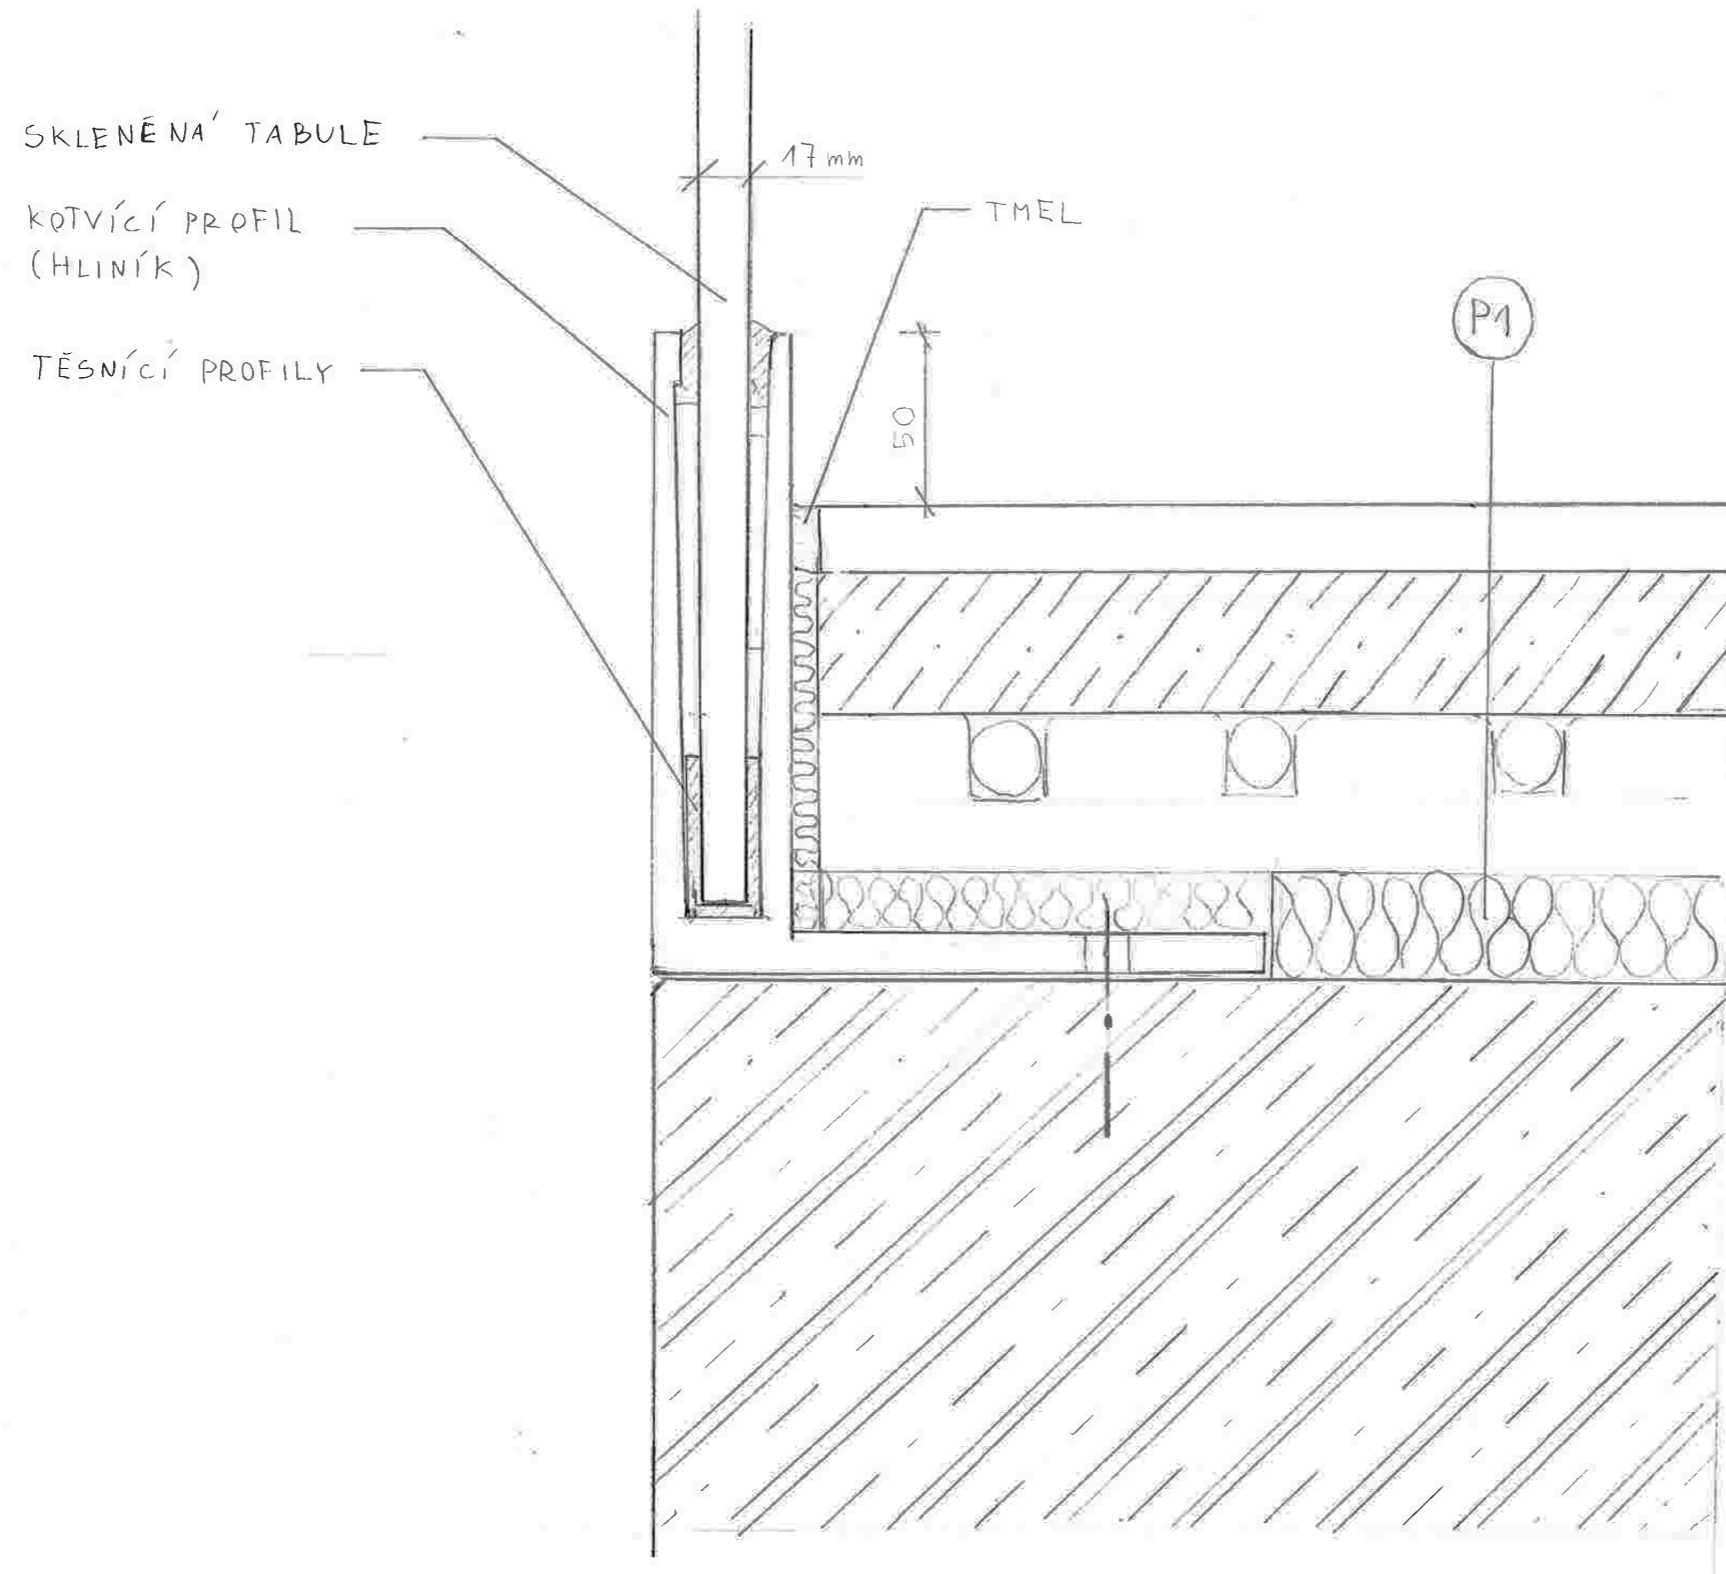 SKLENĚNÁ TABULE
17 mm
KOTVÍCÍ PROFIL
(HLINÍK)
TMEL
P1
TĚSNÍCÍ PROFILY
50